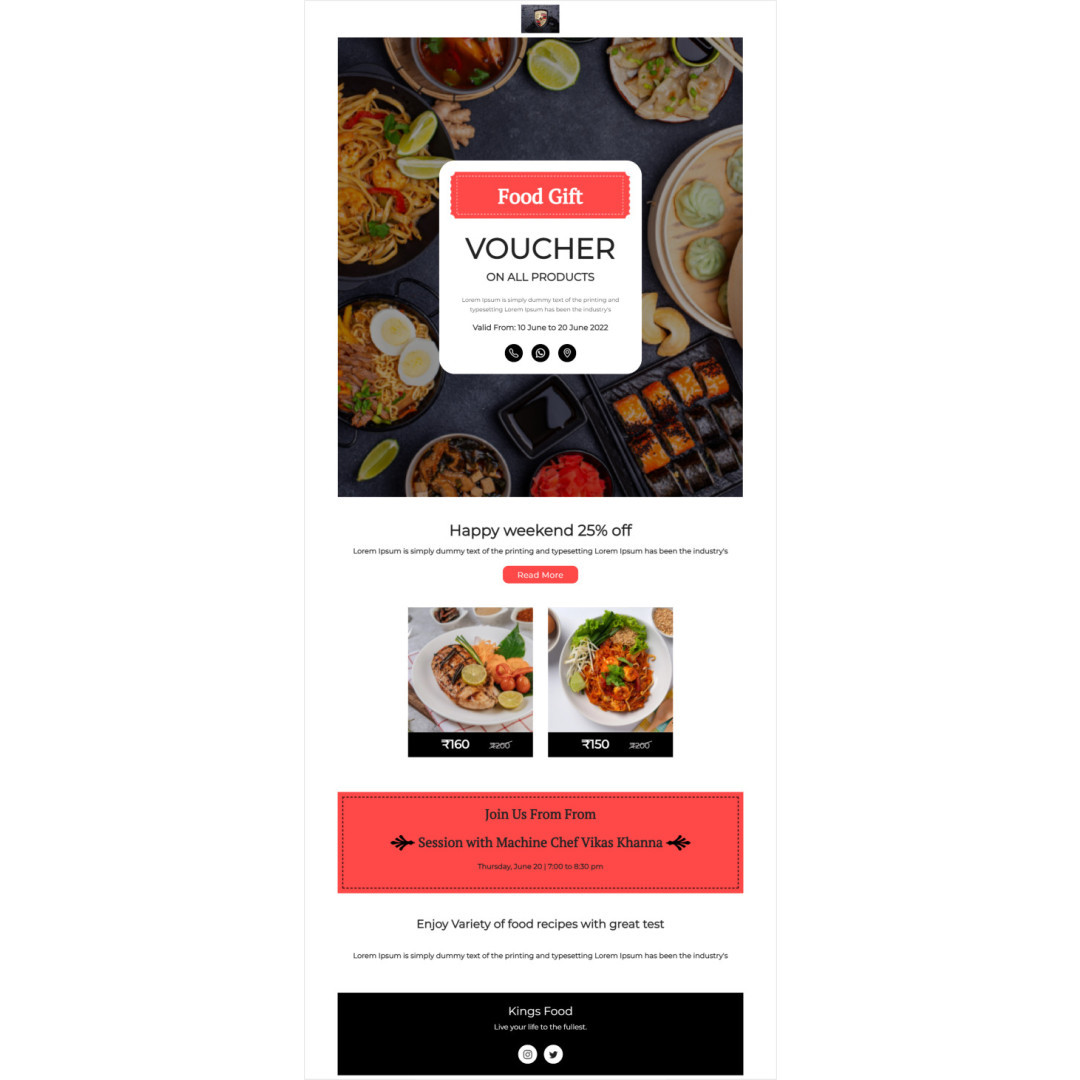 Food Gift
VOUCHER
ON ALL PRODUCTS
Lorem Ipsum is simply dummy text of the printing and
typesetting Lorem Ipsum has been the industry's
Valid From: 10 June to 20 June 2022
Happy weekend 25% off
Lorem Ipsum is simply dummy text of the printing and typesetting Lorem Ipsum has been the industry's
Read More
₹160 ₹200
₹150 ₹200
Join Us From From
Session with Machine Chef Vikas Khanna
Thursday, June 20 | 7:00 to 8:30 pm
Enjoy Variety of food recipes with great test
Lorem Ipsum is simply dummy text of the printing and typesetting Lorem Ipsum has been the industry's
Kings Food
Live your life to the fullest.